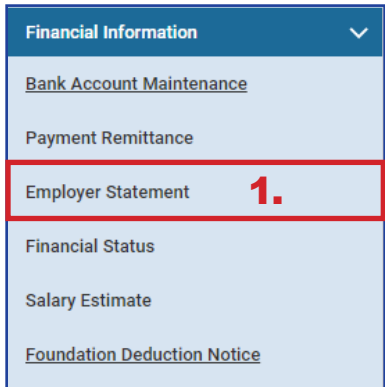 Financial Information
Bank Account Maintenance
Payment Remittance
Employer Statement 1.
Financial Status
Salary Estimate
Foundation Deduction Notice